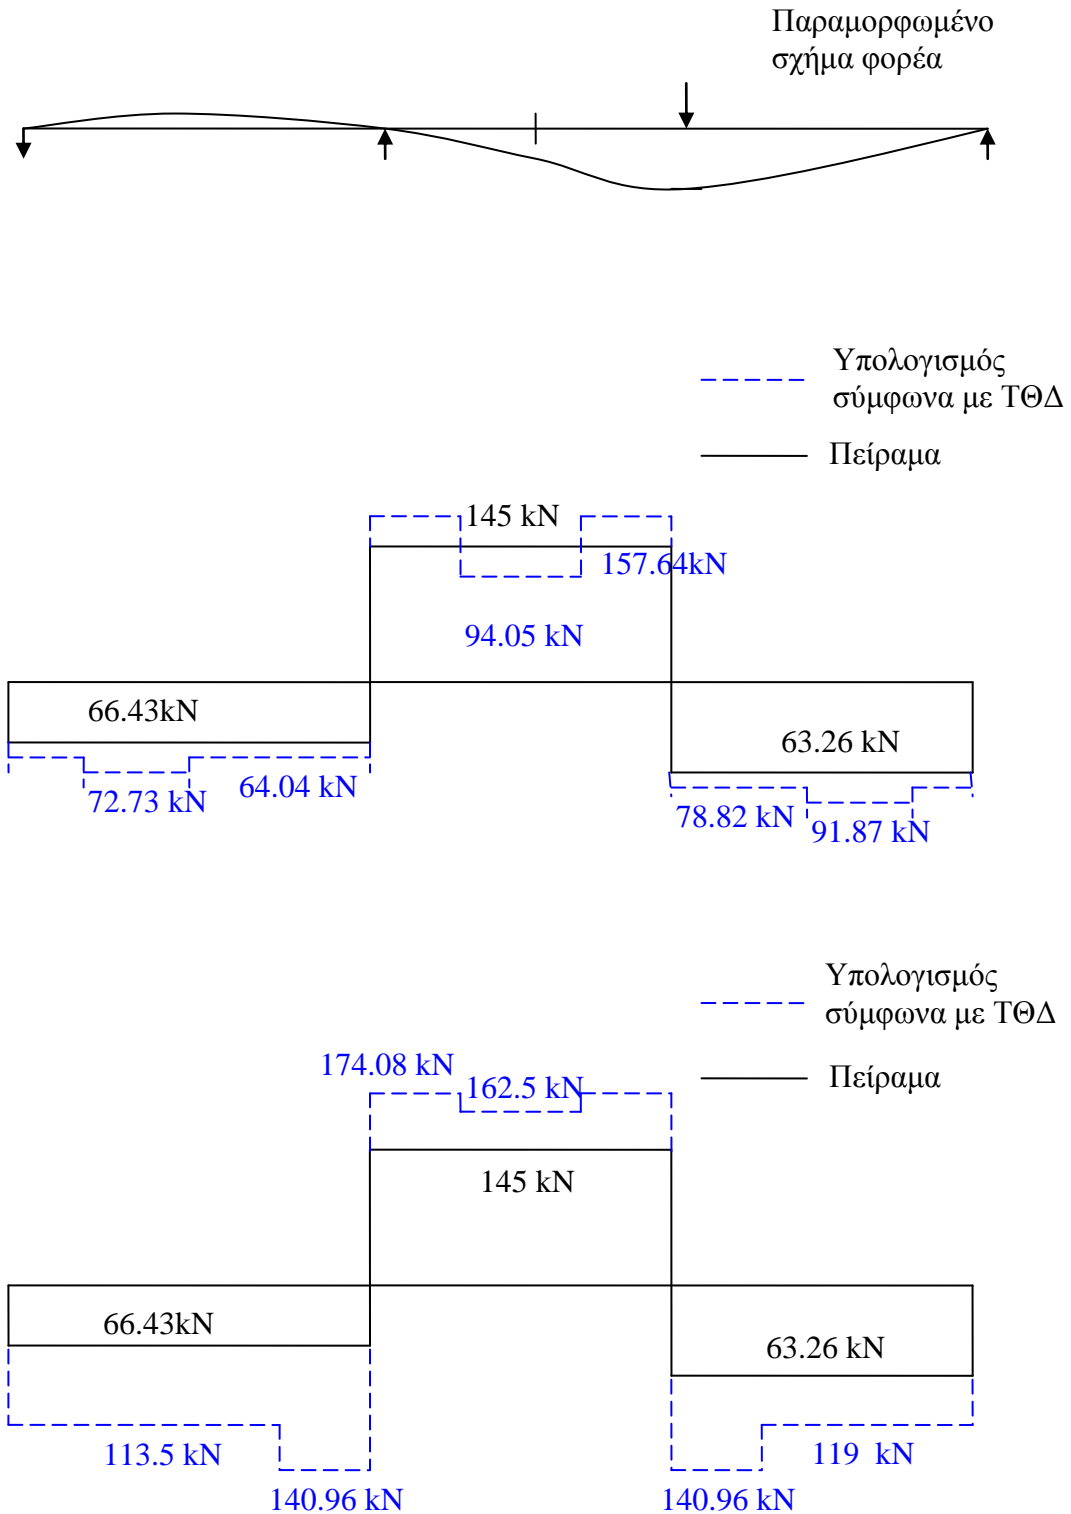 Παραμορφωμένο
σχήμα φορέα
Υπολογισμός
σύμφωνα με ΤΘΔ
Πείραμα
145 kN
157.64kN
94.05 kN
66.43kN
63.26 kN
72.73 kN
64.04 kN
78.82 kN
91.87 kN
Υπολογισμός
σύμφωνα με ΤΘΔ
Πείραμα
174.08 kN
162.5 kN
145 kN
66.43kN
63.26 kN
113.5 kN
119 kN
140.96 kN
140.96 kN